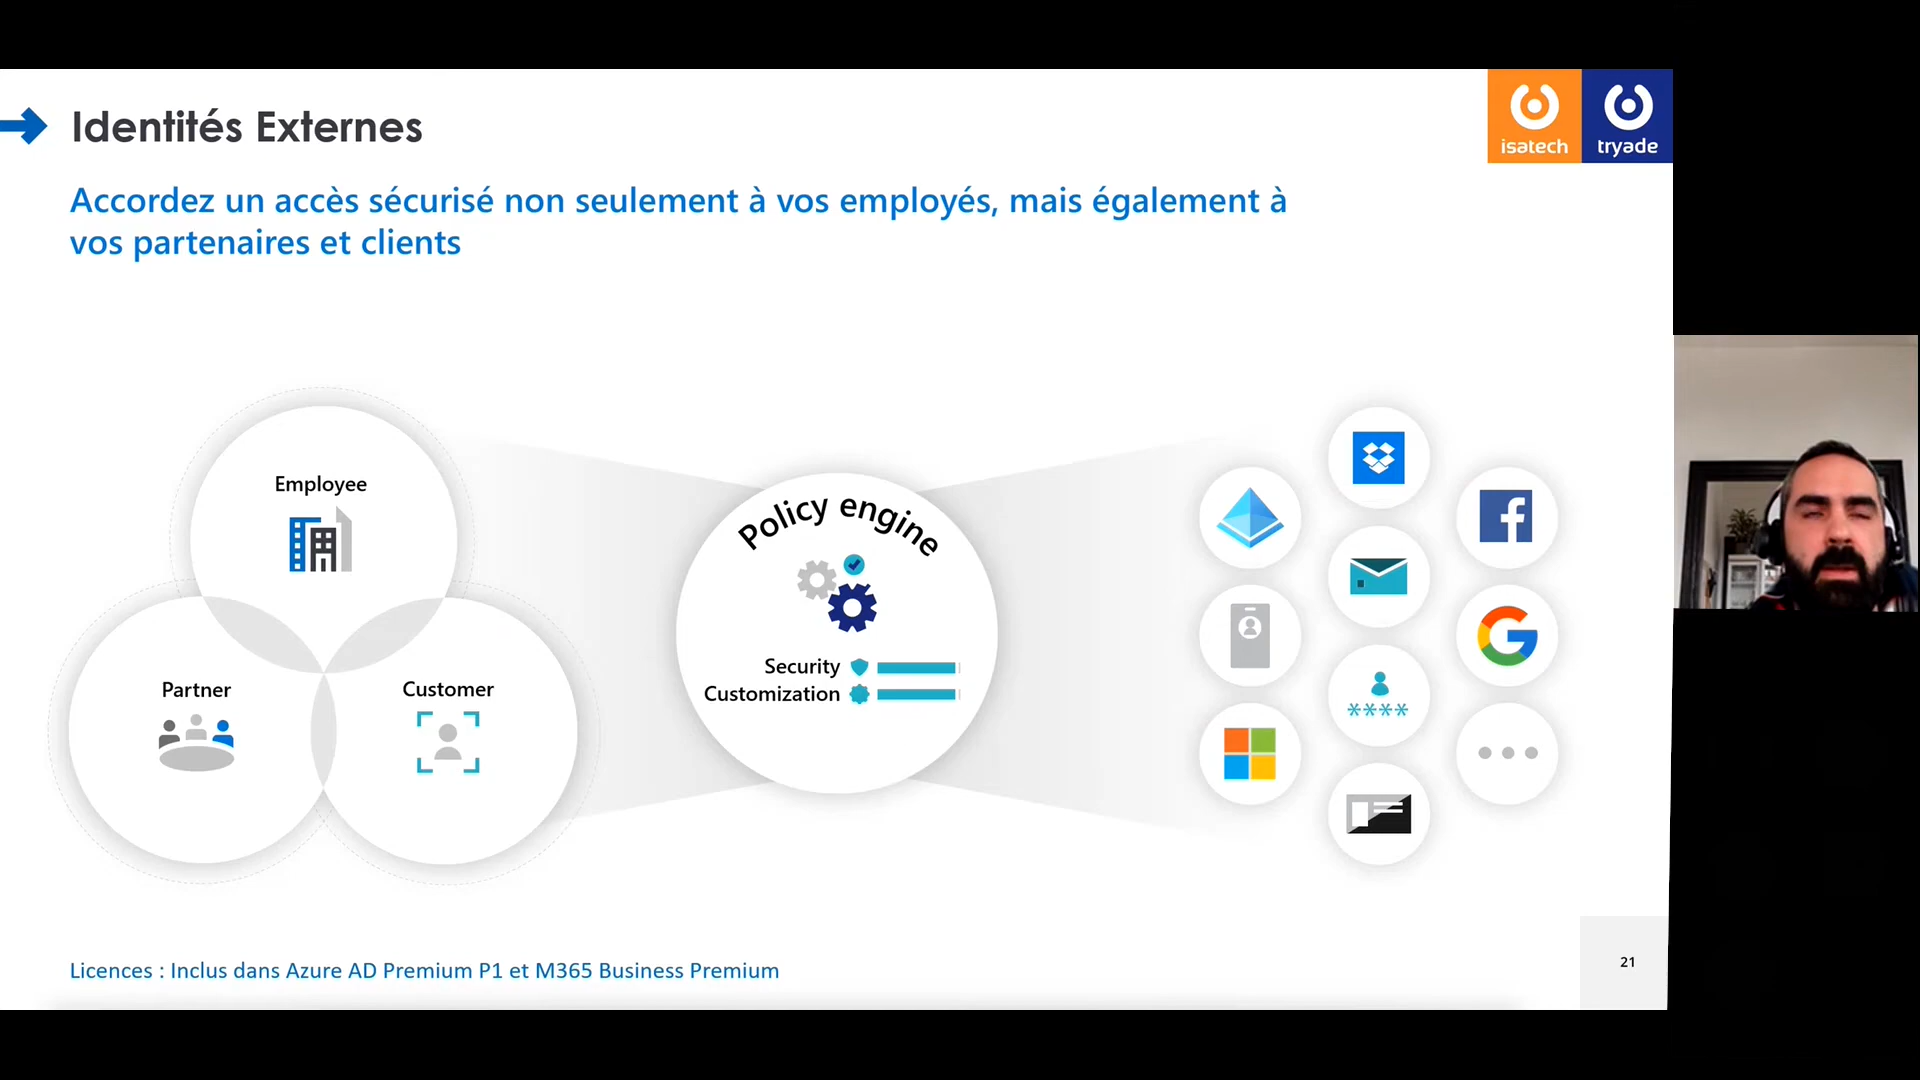 Identités Externes
isatech
tryade
Accordez un accès sécurisé non seulement à vos employés, mais également à
vos partenaires et clients
Employee
Partner
Customer
Policy engine
Security
Customization
****
Licences : Inclus dans Azure AD Premium P1 et M365 Business Premium
21